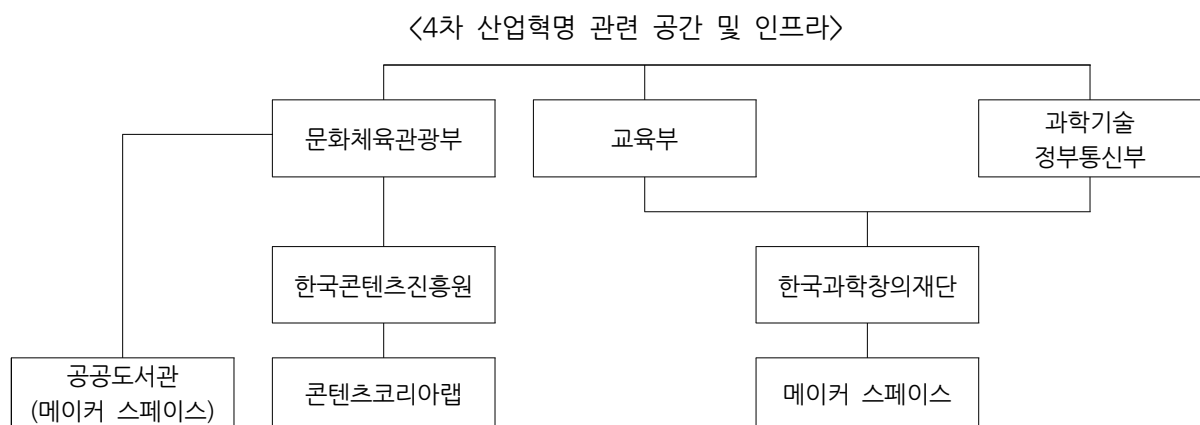 <4차 산업혁명 관련 공간 및 인프라>
문화체육관광부
교육부
과학기술
정부통신부
한국콘텐츠진흥원
한국과학창의재단
공공도서관
(메이커 스페이스)
콘텐츠코리아랩
메이커 스페이스